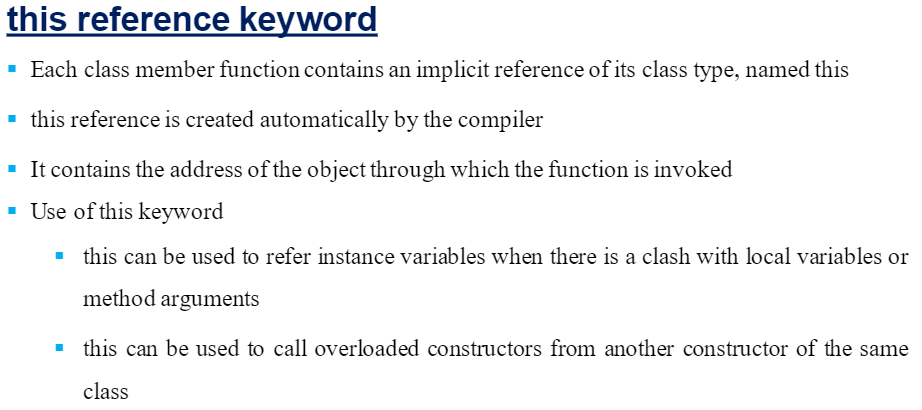 this reference keyword
Each class member function contains an implicit reference of its class type, named this
this reference is created automatically by the compiler
It contains the address of the object through which the function is invoked
Use of this keyword
this can be used to refer instance variables when there is a clash with local variables or
method arguments
this can be used to call overloaded constructors from another constructor of the same
class